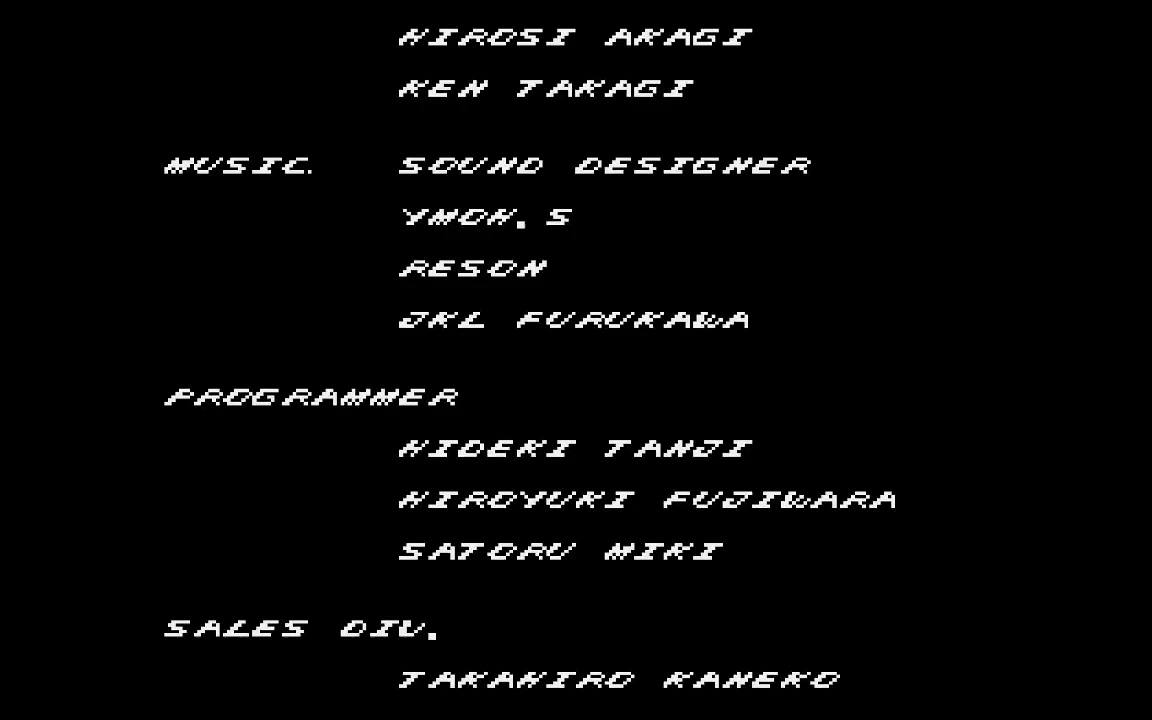 HIROSI AKAGI
KEN TAKAGI
MUSIC. SOUND DESIGNER
YMOH.S
RESON
JKL FURUKAWA
PROGRAMMER
HIDEKI TANJI
HIROYUKI FUJIWARA
SATORU MIKI
SALES DIV.
TAKAHIRO KANEKO